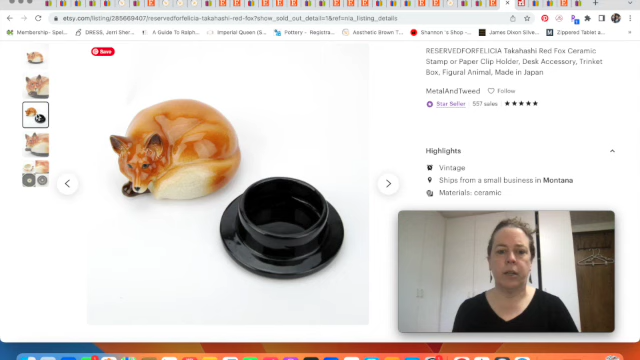 etsy.com/listing/285669407/reservedforfelicia-takahashi-red-fox?show_sold_out_detail=1&ref=nla_listing_details
Membership- Spei...
Draft, Jerri Sher...
A Guide To Ralph...
Imperial Queen (S...
Pottery - Registra...
Aesthetic Brown T...
Shannon 's Shop -...
James Dixon Silve...
Zippered Tablet a...
Save
RESERVEDFORFELICIA Takahashi Red Fox Ceramic
Stamp or Paper Clip Holder, Desk Accessory, Trinket
Box, Figural Animal, Made in Japan
MetalAndTweed Follow
Star Seller 557 sales
Highlights
Vintage
Ships from a small business in Montana
Materials: ceramic